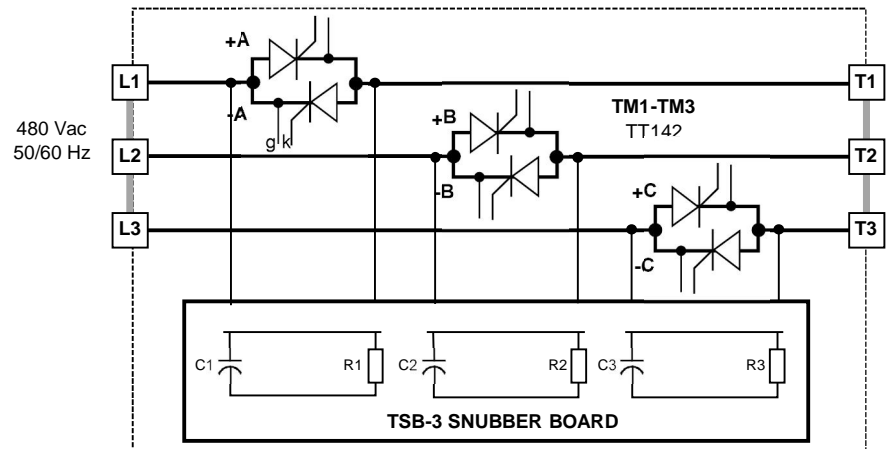 480 Vac
50/60 Hz
L1
L2
L3
+A
-A
g k
+B
-B
TM1-TM3
TT142
+C
-C
T1
T2
T3
C1
R1
C2
R2
C3
R3
TSB-3 SNUBBER BOARD